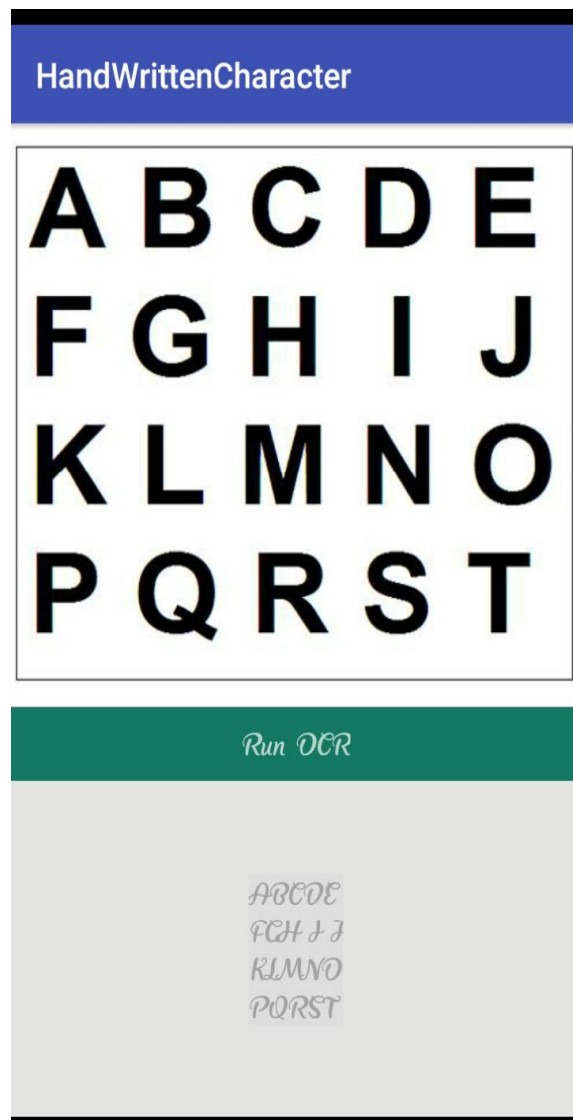 HandWrittenCharacter
A B C D E
F G H I J
K L M N O
P Q R S T
Run OCR
ABCDE
FGH I J
KLMNO
PQRST